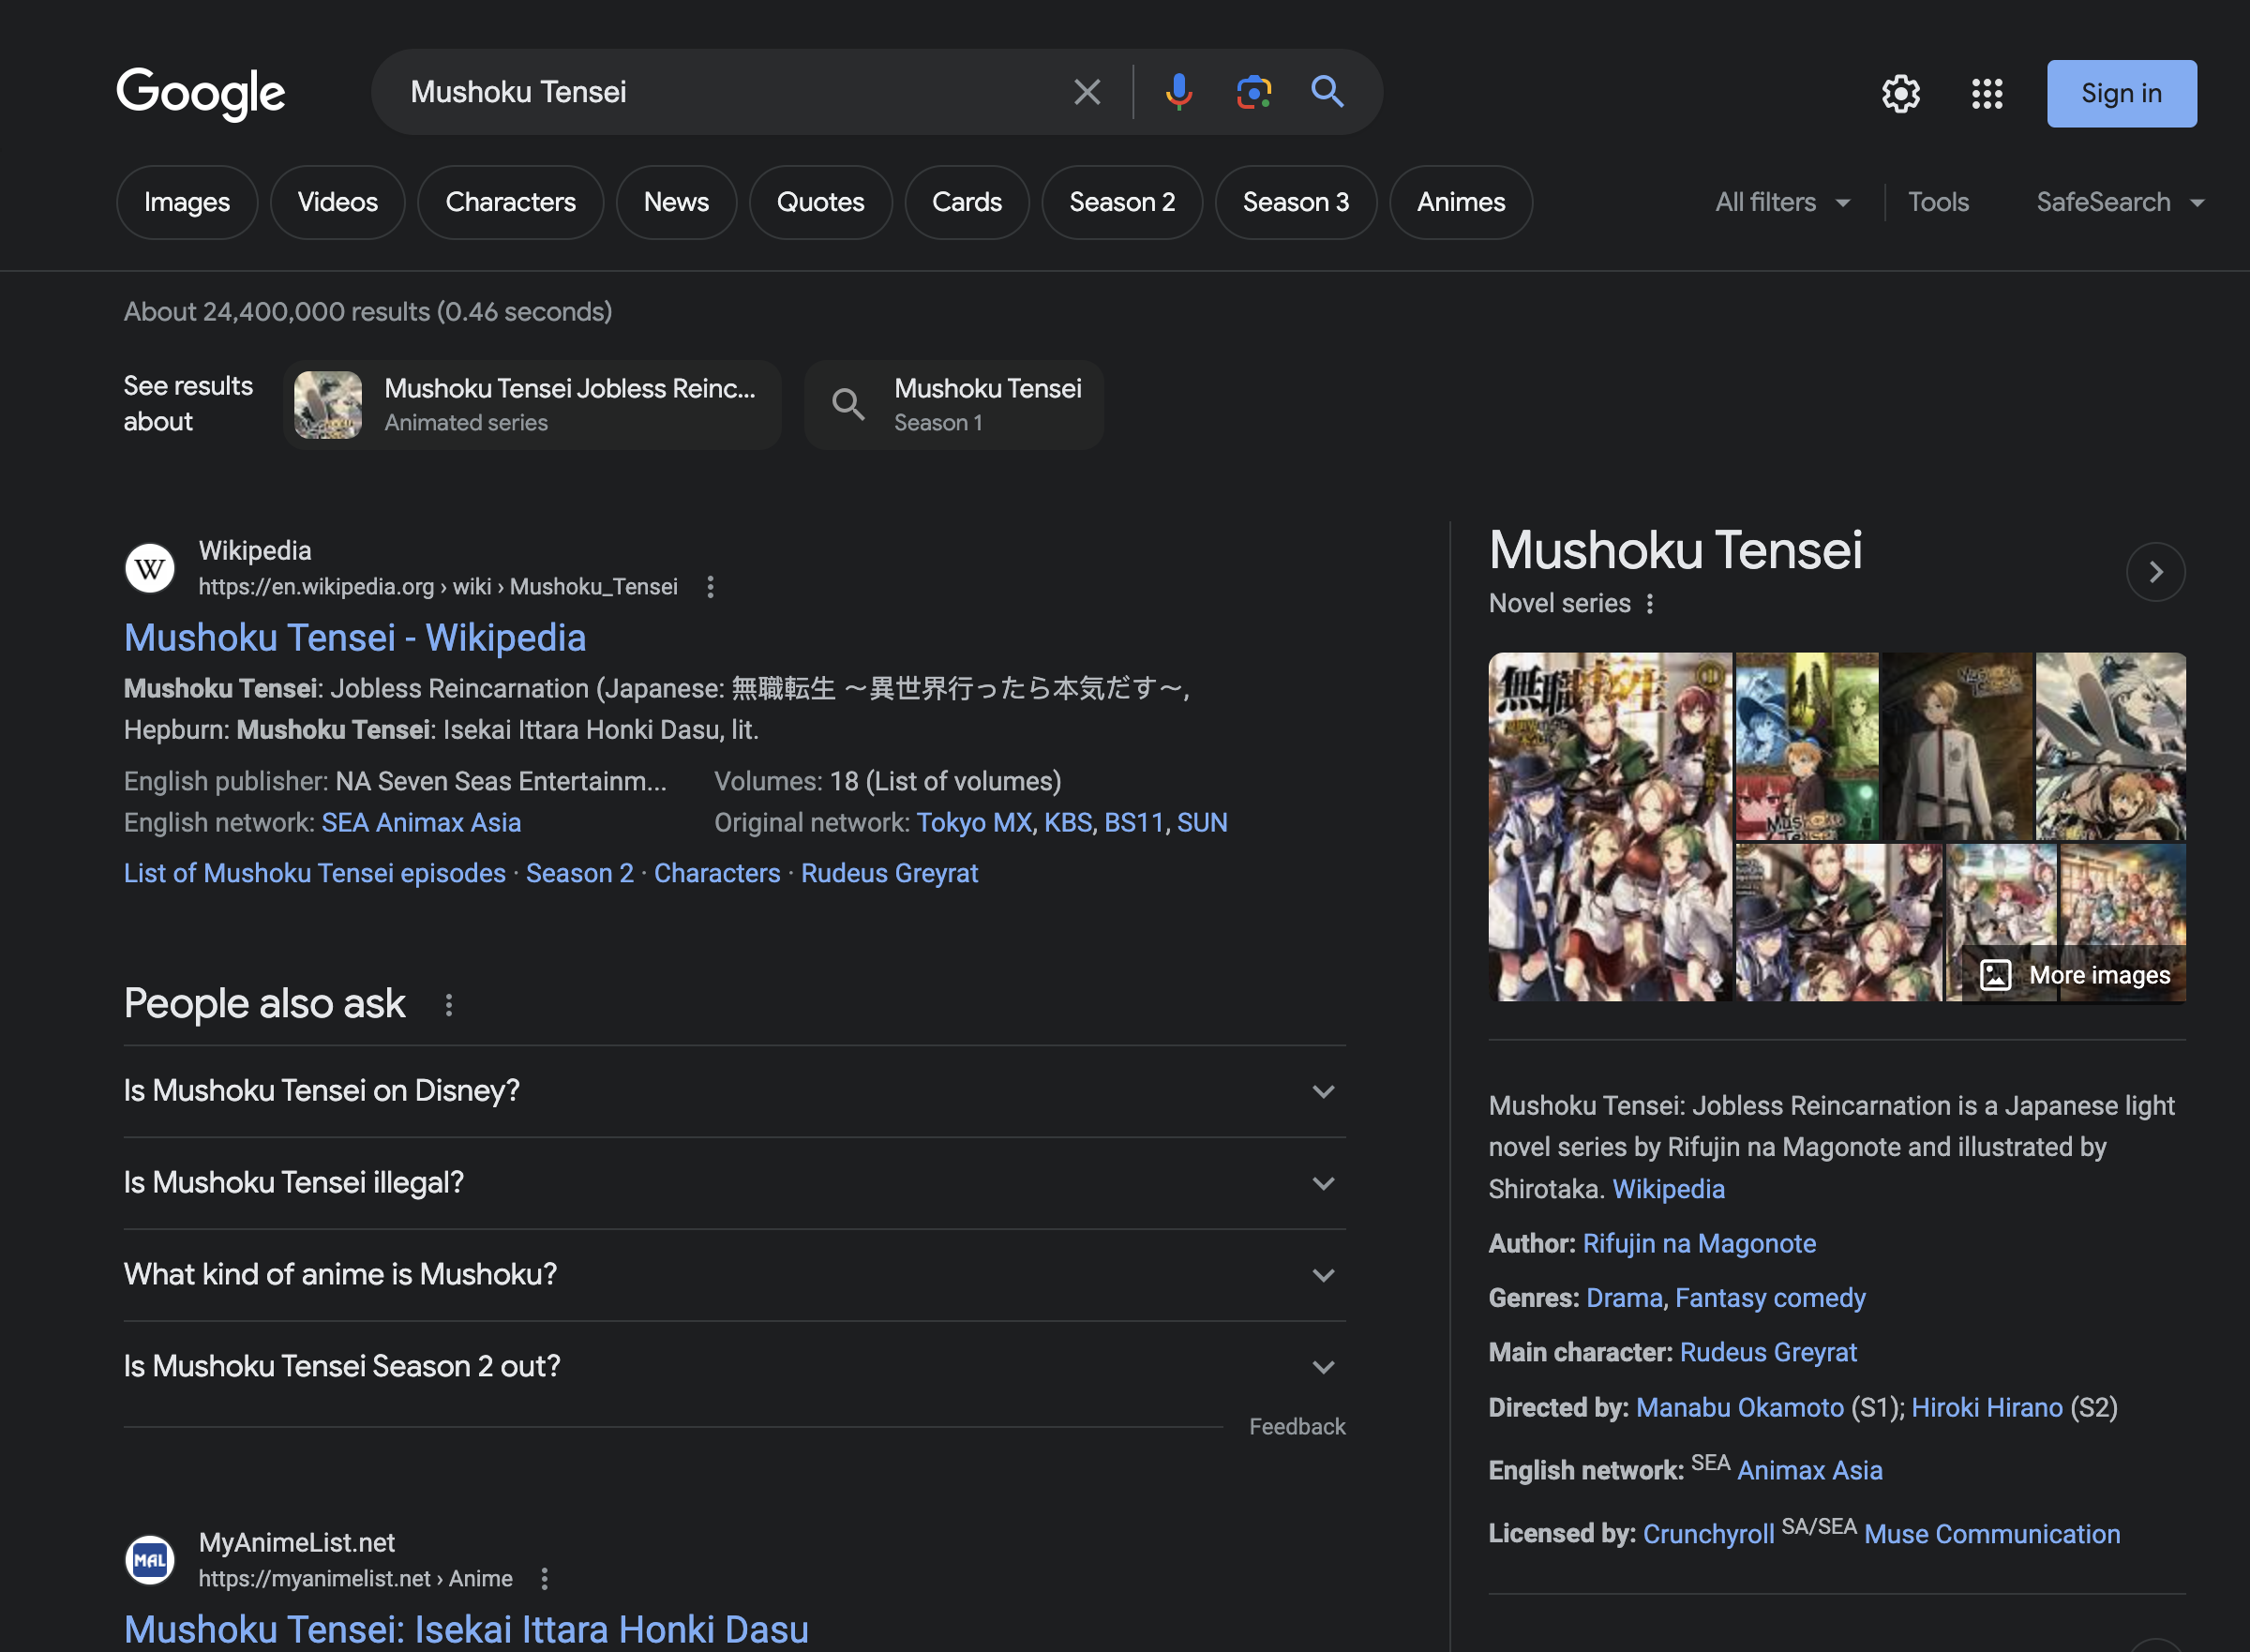 Google
Mushoku Tensei
Sign in
Images
Videos
Characters
News
Quotes
Cards
Season 2
Season 3
Animes
All filters
Tools
SafeSearch
About 24,400,000 results (0.46 seconds)
See results
about
Mushoku Tensei Jobless Reinc...
Animated series
Mushoku Tensei
Season 1
W
Wikipedia
https://en.wikipedia.org › wiki › Mushoku_Tensei
Mushoku Tensei - Wikipedia
Mushoku Tensei: Jobless Reincarnation (Japanese: 無職転生 ～異世界行ったら本気だす～,
Hepburn: Mushoku Tensei: Isekai Ittara Honki Dasu, lit.
English publisher: NA Seven Seas Entertainm...
Volumes: 18 (List of volumes)
English network: SEA Animax Asia
Original network: Tokyo MX, KBS, BS11, SUN
List of Mushoku Tensei episodes · Season 2 · Characters · Rudeus Greyrat
People also ask
Is Mushoku Tensei on Disney?
Is Mushoku Tensei illegal?
What kind of anime is Mushoku?
Is Mushoku Tensei Season 2 out?
Feedback
MAL
MyAnimeList.net
https://myanimelist.net › Anime
Mushoku Tensei: Isekai Ittara Honki Dasu
Mushoku Tensei
Novel series
無職転生
More images
Mushoku Tensei: Jobless Reincarnation is a Japanese light
novel series by Rifujin na Magonote and illustrated by
Shirotaka. Wikipedia
Author: Rifujin na Magonote
Genres: Drama, Fantasy comedy
Main character: Rudeus Greyrat
Directed by: Manabu Okamoto (S1); Hiroki Hirano (S2)
English network: SEA Animax Asia
Licensed by: Crunchyroll SA/SEA Muse Communication